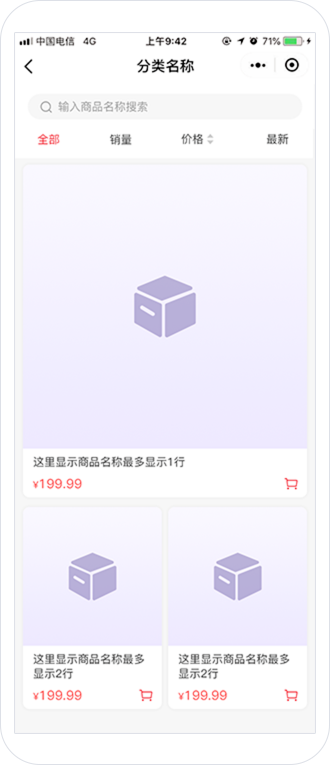 中国电信 4G 上午9:42 71%
分类名称
输入商品名称搜索
全部 销量 价格 最新
这里显示商品名称最多显示1行
¥199.99
这里显示商品名称最多
显示2行
¥199.99
这里显示商品名称最多
显示2行
¥199.99